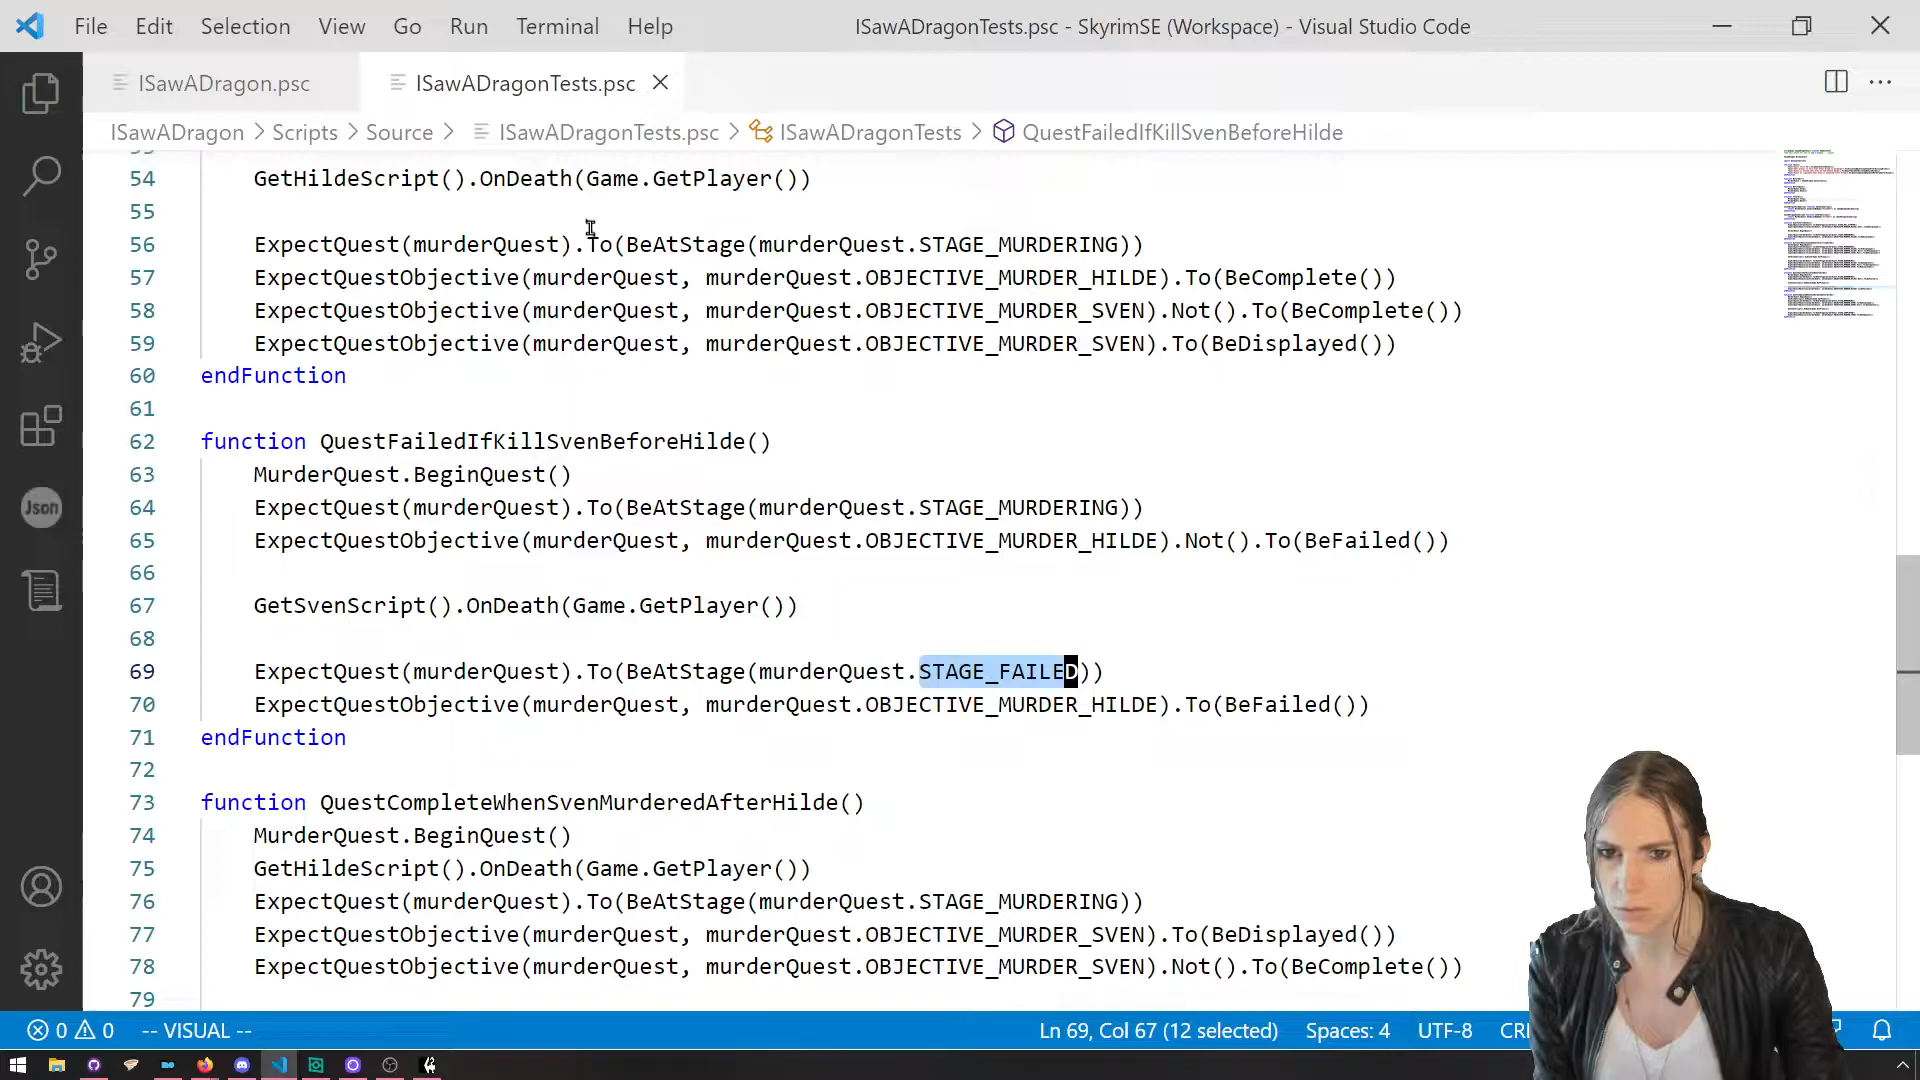 File Edit Selection View Go Run Terminal Help ISawADragonTests.psc - SkyrimSE (Workspace) - Visual Studio Code
ISawADragon.psc ISawADragonTests.psc
ISawADragon > Scripts > Source > ISawADragonTests.psc > ISawADragonTests > QuestFailedIfKillSvenBeforeHilde
54 GetHildeScript().OnDeath(Game.GetPlayer())
55
56 ExpectQuest(murderQuest).To(BeAtStage(murderQuest.STAGE_MURDERING))
57 ExpectQuestObjective(murderQuest, murderQuest.OBJECTIVE_MURDER_HILDE).To(BeComplete())
58 ExpectQuestObjective(murderQuest, murderQuest.OBJECTIVE_MURDER_SVEN).Not().To(BeComplete())
59 ExpectQuestObjective(murderQuest, murderQuest.OBJECTIVE_MURDER_SVEN).To(BeDisplayed())
60 endFunction
61
62 function QuestFailedIfKillSvenBeforeHilde()
63 MurderQuest.BeginQuest()
64 ExpectQuest(murderQuest).To(BeAtStage(murderQuest.STAGE_MURDERING))
65 ExpectQuestObjective(murderQuest, murderQuest.OBJECTIVE_MURDER_HILDE).Not().To(BeFailed())
66
67 GetSvenScript().OnDeath(Game.GetPlayer())
68
69 ExpectQuest(murderQuest).To(BeAtStage(murderQuest.STAGE_FAILED))
70 ExpectQuestObjective(murderQuest, murderQuest.OBJECTIVE_MURDER_HILDE).To(BeFailed())
71 endFunction
72
73 function QuestCompleteWhenSvenMurderedAfterHilde()
74 MurderQuest.BeginQuest()
75 GetHildeScript().OnDeath(Game.GetPlayer())
76 ExpectQuest(murderQuest).To(BeAtStage(murderQuest.STAGE_MURDERING))
77 ExpectQuestObjective(murderQuest, murderQuest.OBJECTIVE_MURDER_SVEN).To(BeDisplayed())
78 ExpectQuestObjective(murderQuest, murderQuest.OBJECTIVE_MURDER_SVEN).Not().To(BeComplete())
79
Json
0 0 -- VISUAL -- Ln 69, Col 67 (12 selected) Spaces: 4 UTF-8